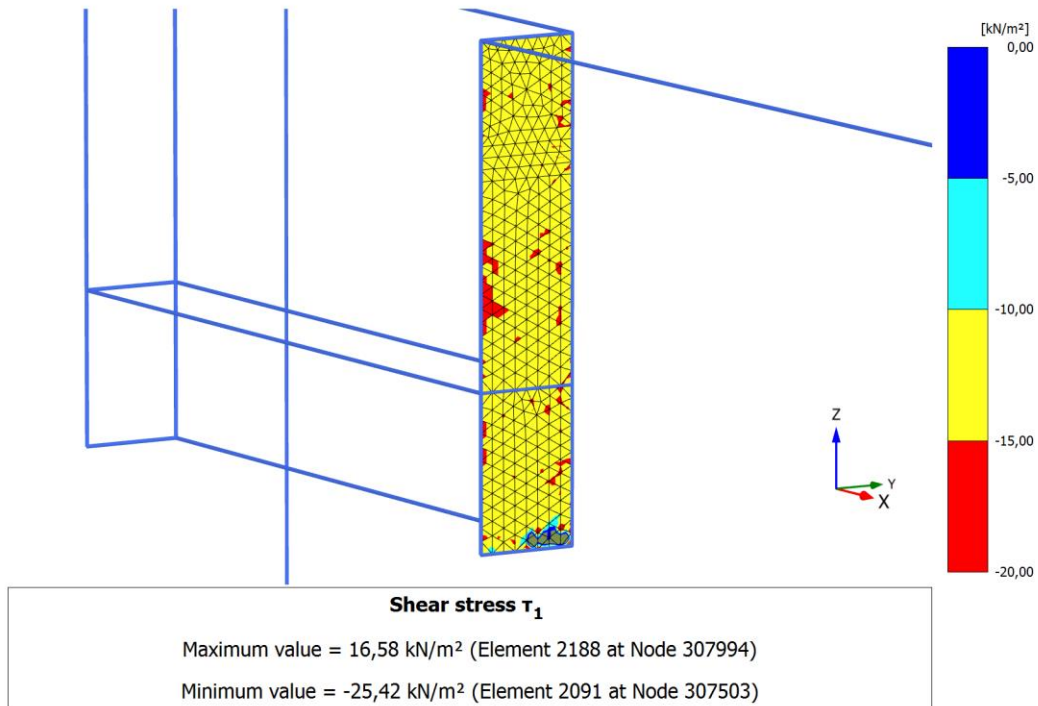 [kN/m²]
0,00
-5,00
-10,00
-15,00
-20,00
Z
Y
X
Shear stress τ₁
Maximum value = 16,58 kN/m² (Element 2188 at Node 307994)
Minimum value = -25,42 kN/m² (Element 2091 at Node 307503)